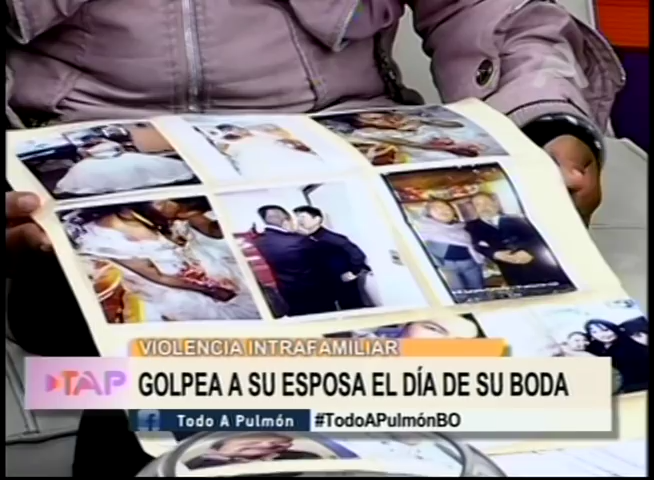 VIOLENCIA INTRAFAMILIAR
TAP
GOLPEA A SU ESPOSA EL DÍA DE SU BODA
Todo A Pulmón
#TodoAPulmónBO